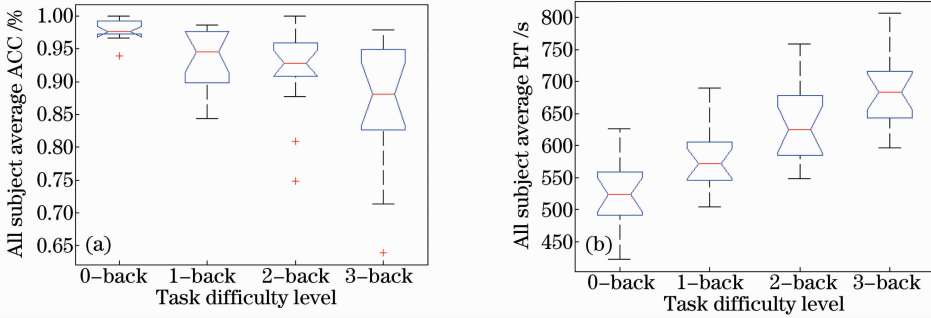 All subject average ACC /%
1.00
0.95
0.90
0.85
0.80
0.75
0.70
0.65
(a)
0-back 1-back 2-back 3-back
Task difficulty level
All subject average RT /s
800
750
700
650
600
550
500
450
(b)
0-back 1-back 2-back 3-back
Task difficulty level